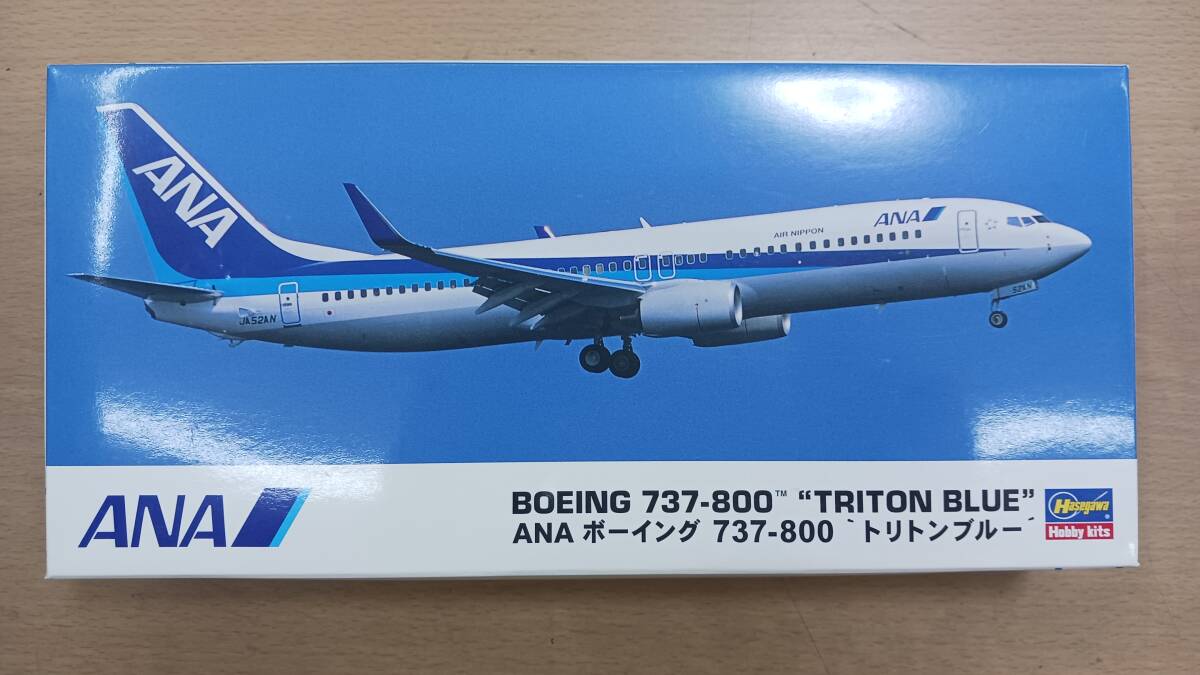 ANA
ANA
AIR NIPPON
JA52AN
52AN
ANA
BOEING 737-800™ “TRITON BLUE”
ANA ボーイング 737-800 `トリトンブルー´
Hasegawa
Hobby kits